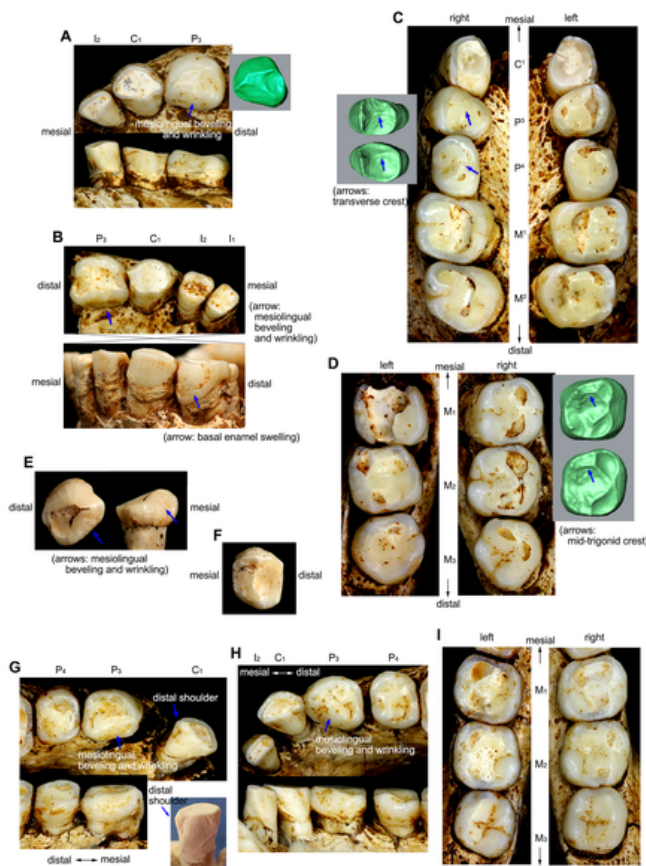 A
I₂ C₁ P₃
mesiolingual beveling
and wrinkling
mesial
distal
B
P₃ C₁ I₂ I₁
distal
mesial
(arrow:
mesiolingual
beveling
and wrinkling)
mesial
distal
(arrow: basal enamel swelling)
C
right mesial left
C¹
P³
P⁴
M¹
M²
distal
(arrows:
transverse crest)
D
left mesial right
M₁
M₂
M₃
distal
(arrows:
mid-trigonid crest)
E
distal
mesial
(arrows: mesiolingual
beveling and wrinkling)
F
mesial
distal
G
P₄ P₃ C₁
distal shoulder
mesiolingual
beveling and wrinkling
distal
shoulder
distal mesial
H
I₂ C₁ P₃ P₄
mesial distal
mesiolingual
beveling and wrinkling
I
left mesial right
M₁
M₂
M₃